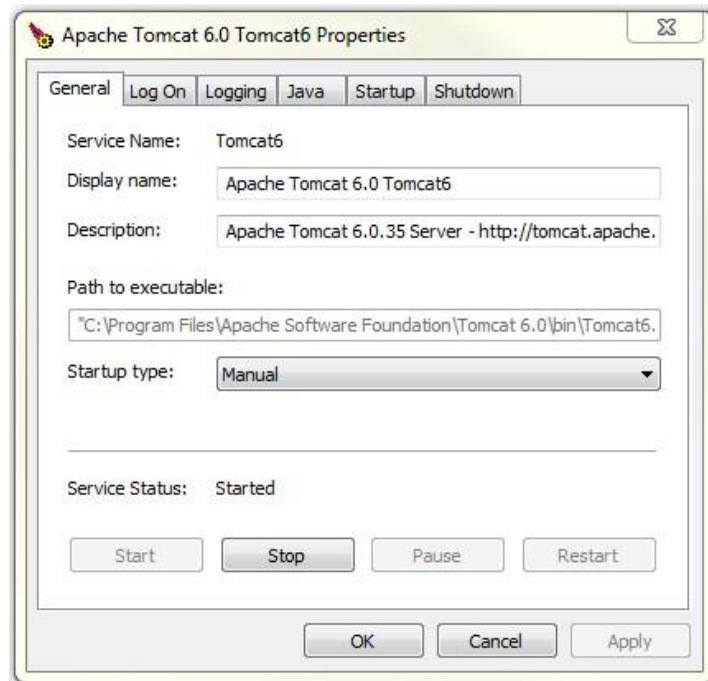 Apache Tomcat 6.0 Tomcat6 Properties
General Log On Logging Java Startup Shutdown
Service Name: Tomcat6
Display name: Apache Tomcat 6.0 Tomcat6
Description: Apache Tomcat 6.0.35 Server - http://tomcat.apache.
Path to executable:
"C:\Program Files\Apache Software Foundation\Tomcat 6.0\bin\Tomcat6.
Startup type: Manual
Service Status: Started
Start Stop Pause Restart
OK Cancel Apply